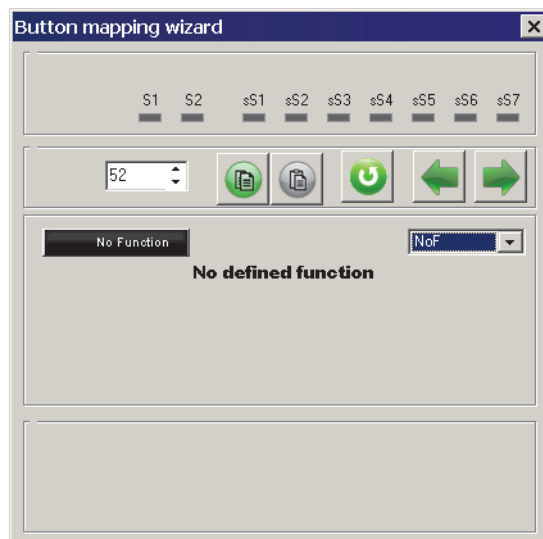 Button mapping wizard
S1 S2 sS1 sS2 sS3 sS4 sS5 sS6 sS7
52
No Function NoF
No defined function